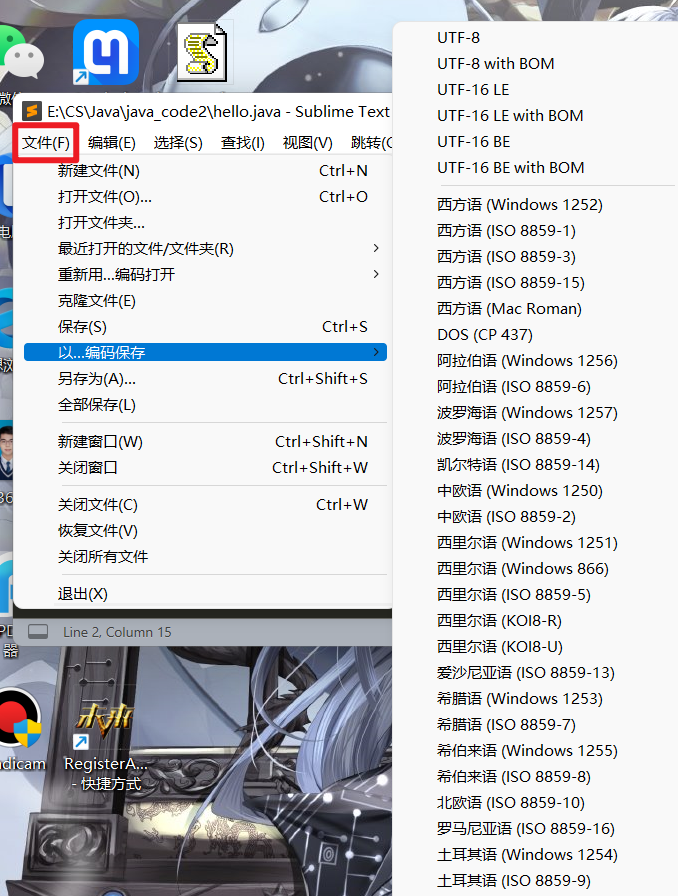 E:\CS\Java\java_code2\hello.java - Sublime Text
文件(F) 编辑(E) 选择(S) 查找(I) 视图(V) 跳转(
新建文件(N) Ctrl+N
打开文件(O)... Ctrl+O
打开文件夹...
最近打开的文件/文件夹(R)
重新用...编码打开
克隆文件(E)
保存(S) Ctrl+S
以...编码保存
另存为(A)... Ctrl+Shift+S
全部保存(L)
新建窗口(W) Ctrl+Shift+N
关闭窗口 Ctrl+Shift+W
关闭文件(C) Ctrl+W
恢复文件(V)
关闭所有文件
退出(X)
Line 2, Column 15
UTF-8
UTF-8 with BOM
UTF-16 LE
UTF-16 LE with BOM
UTF-16 BE
UTF-16 BE with BOM
西方语 (Windows 1252)
西方语 (ISO 8859-1)
西方语 (ISO 8859-3)
西方语 (ISO 8859-15)
西方语 (Mac Roman)
DOS (CP 437)
阿拉伯语 (Windows 1256)
阿拉伯语 (ISO 8859-6)
波罗海语 (Windows 1257)
波罗海语 (ISO 8859-4)
凯尔特语 (ISO 8859-14)
中欧语 (Windows 1250)
中欧语 (ISO 8859-2)
西里尔语 (Windows 1251)
西里尔语 (Windows 866)
西里尔语 (ISO 8859-5)
西里尔语 (KOI8-R)
西里尔语 (KOI8-U)
爱沙尼亚语 (ISO 8859-13)
希腊语 (Windows 1253)
希腊语 (ISO 8859-7)
希伯来语 (Windows 1255)
希伯来语 (ISO 8859-8)
北欧语 (ISO 8859-10)
罗马尼亚语 (ISO 8859-16)
土耳其语 (Windows 1254)
土耳其语 (ISO 8859-9)
器
dicam
RegisterA...
- 快捷方式